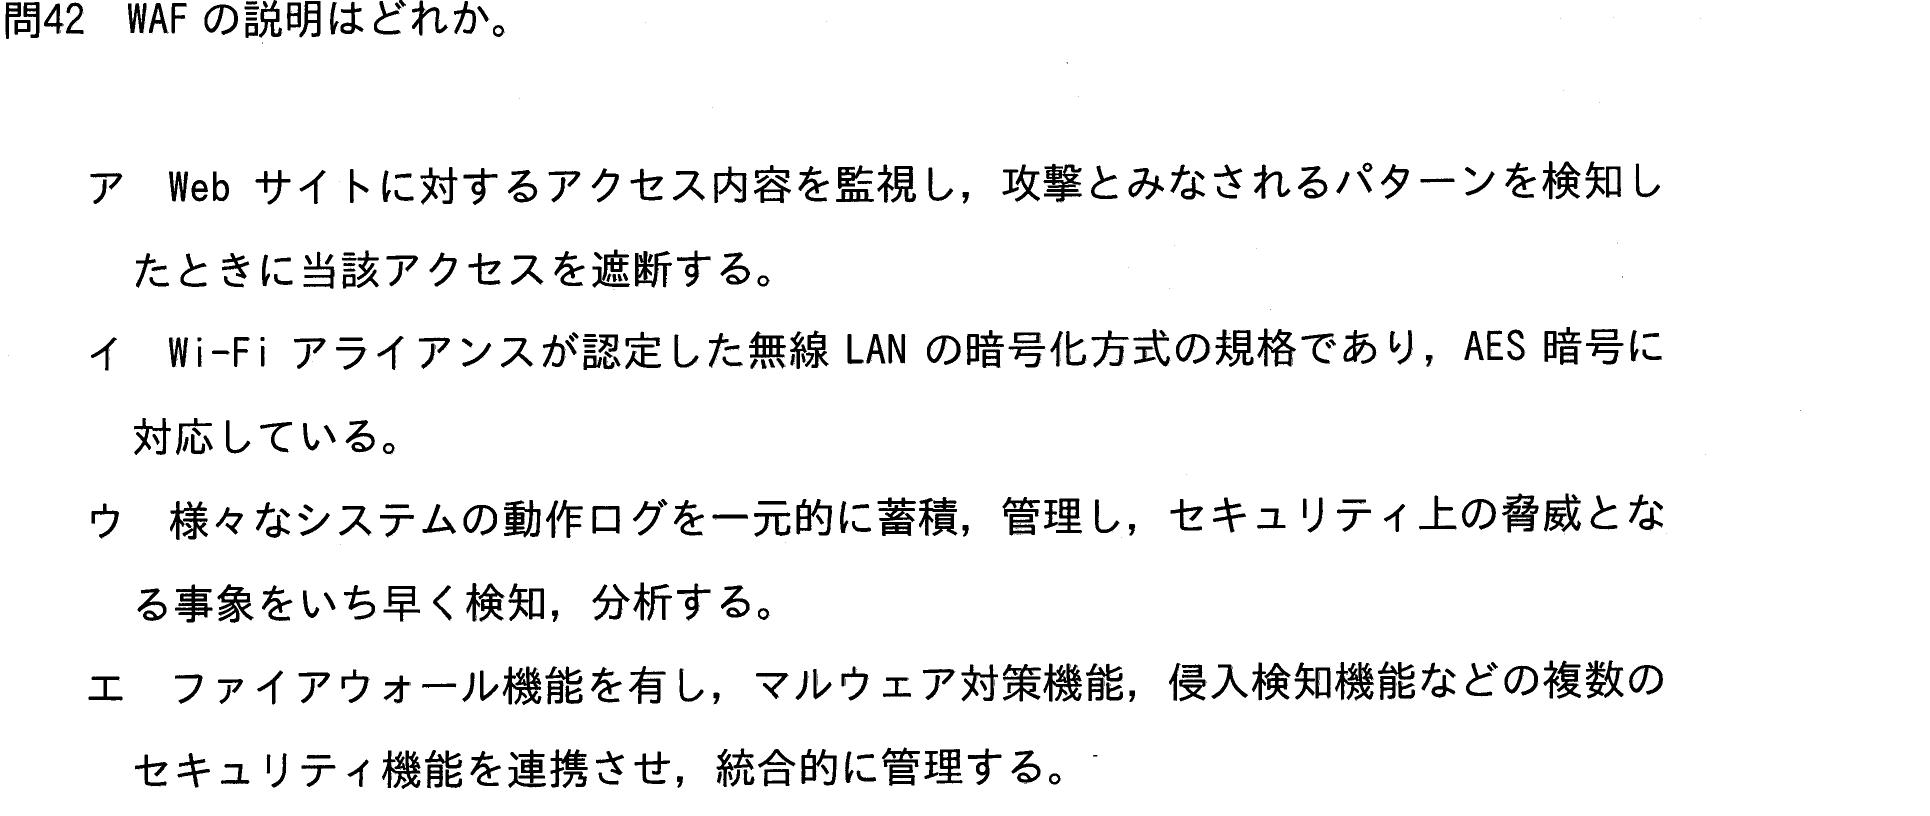 問42 WAF の説明はどれか。
ア Web サイトに対するアクセス内容を監視し，攻撃とみなされるパターンを検知し
たときに当該アクセスを遮断する。
イ Wi-Fi アライアンスが認定した無線 LAN の暗号化方式の規格であり，AES 暗号に
対応している。
ウ 様々なシステムの動作ログを一元的に蓄積，管理し，セキュリティ上の脅威とな
る事象をいち早く検知，分析する。
エ ファイアウォール機能を有し，マルウェア対策機能，侵入検知機能などの複数の
セキュリティ機能を連携させ，統合的に管理する。